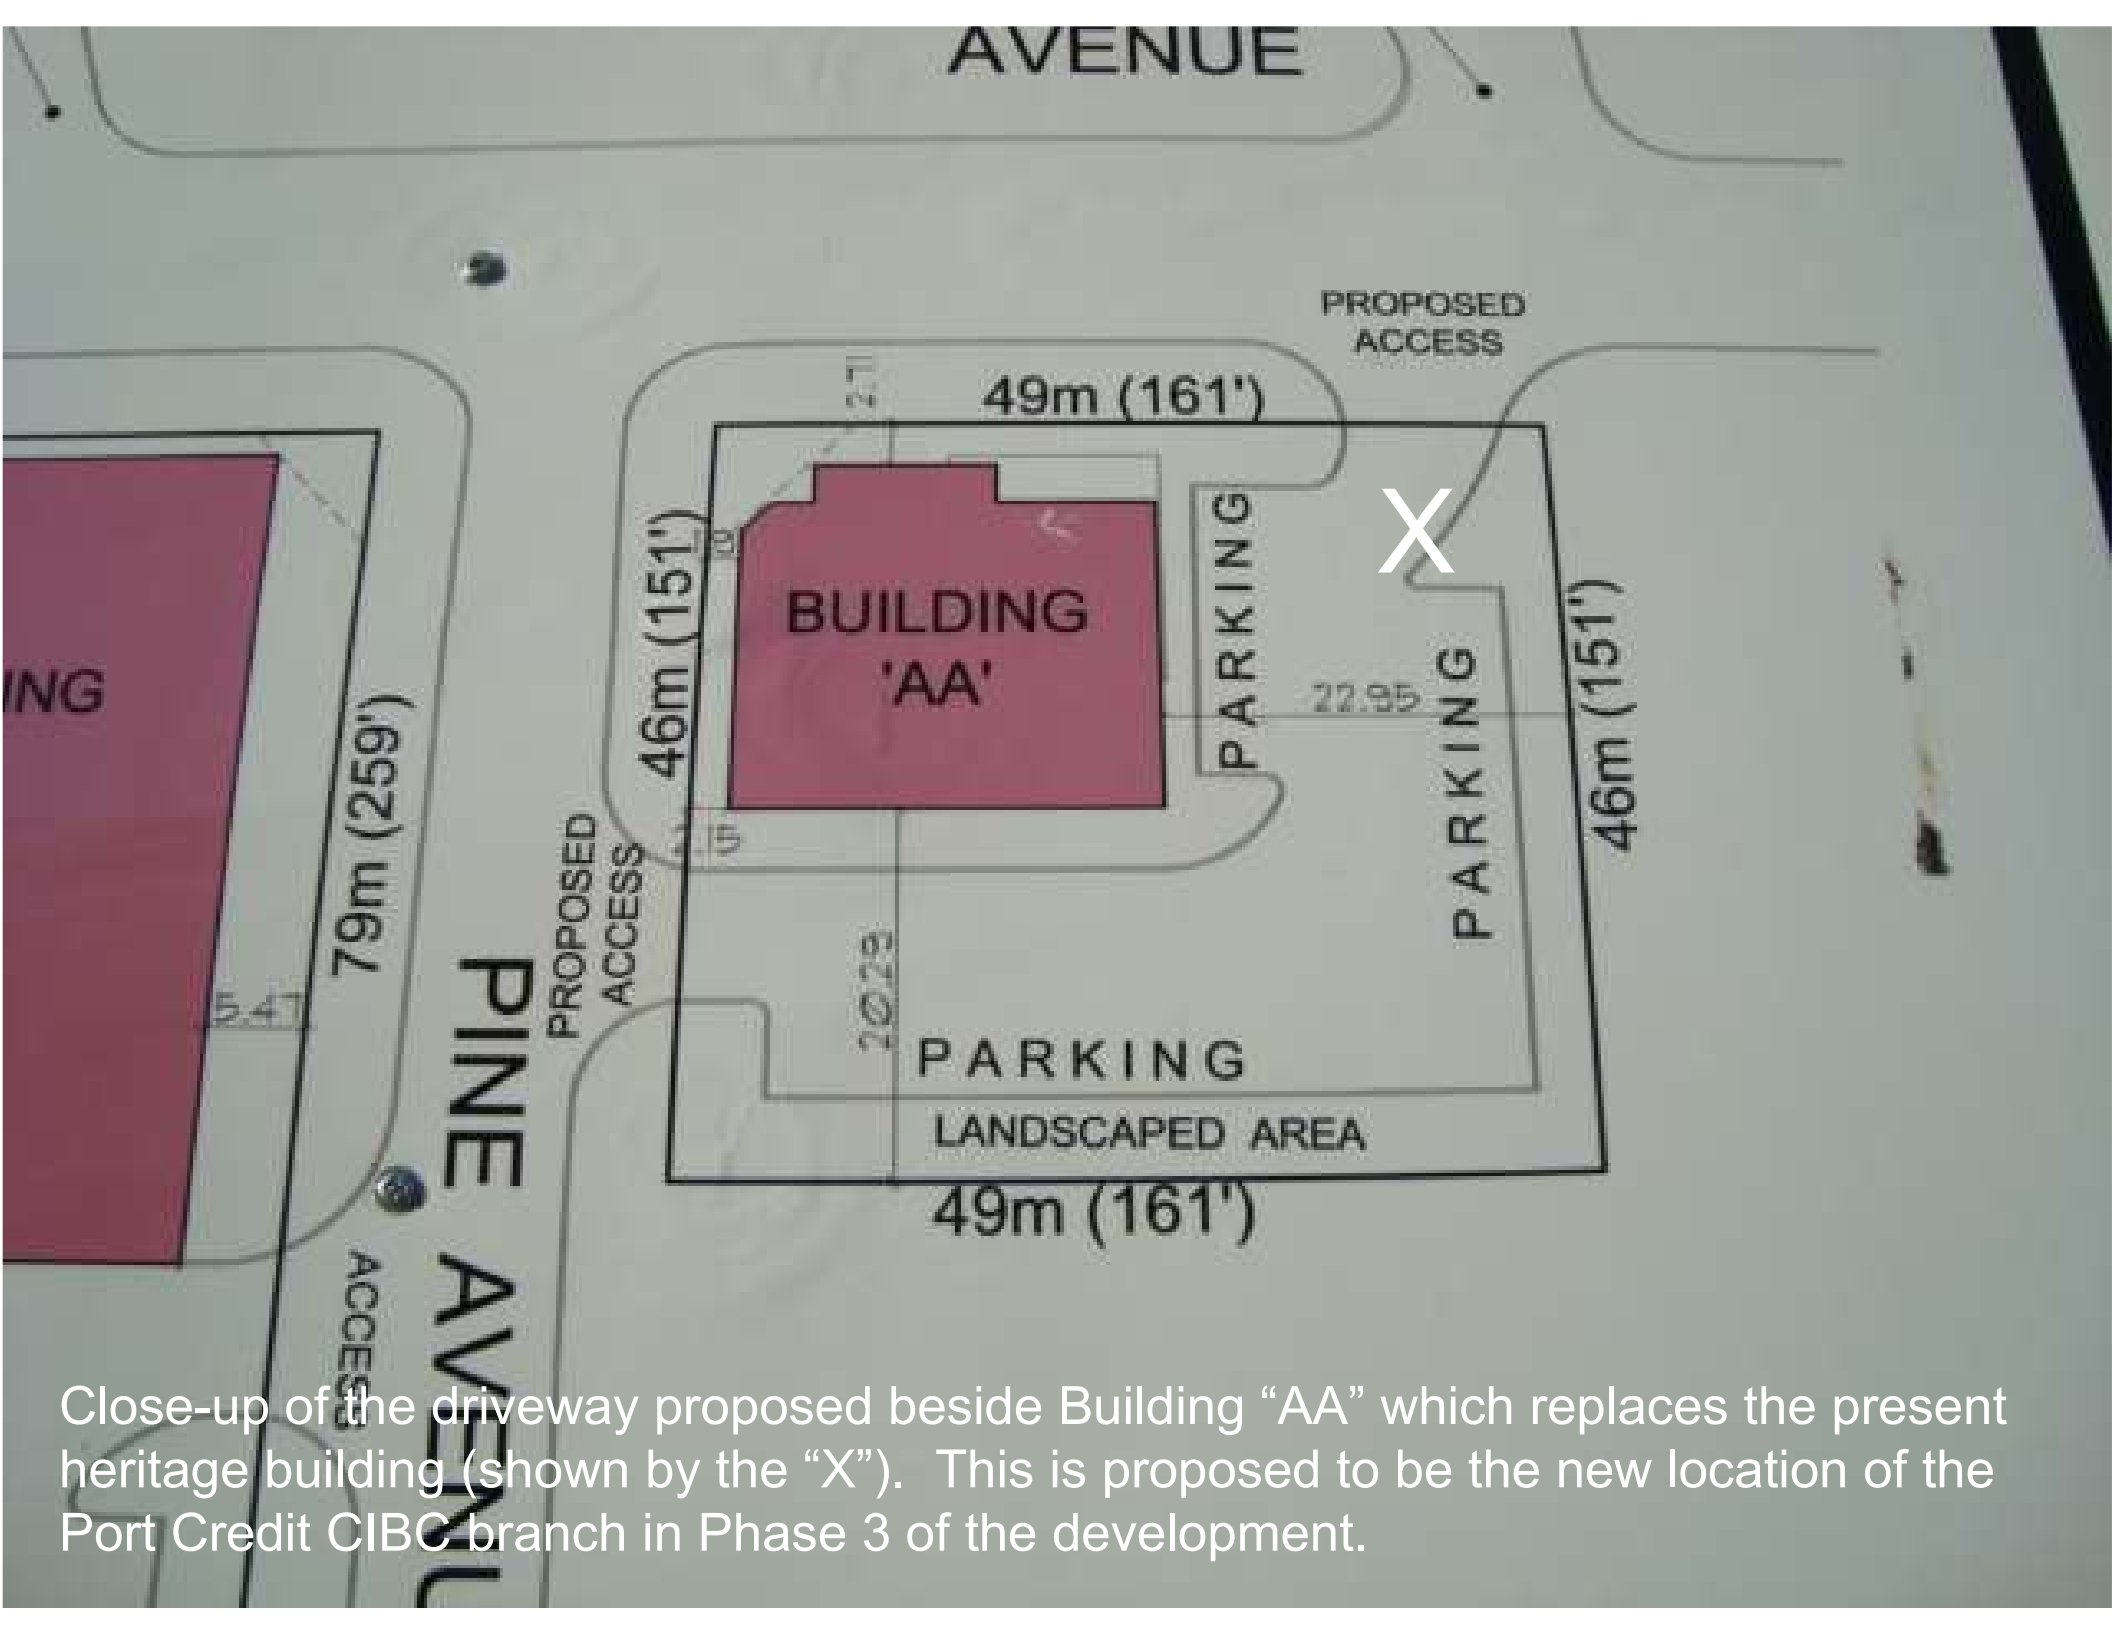 AVENUE
PROPOSED
ACCESS
2.71
49m (161')
46m (151')
BUILDING
'AA'
PARKING
X
22.95
PARKING
46m (151')
ING
79m (259')
5.47
PROPOSED
ACCESS
20.29
PARKING
LANDSCAPED AREA
49m (161')
PINE AVENU
ACCESS
Close-up of the driveway proposed beside Building “AA” which replaces the present
heritage building (shown by the “X”). This is proposed to be the new location of the
Port Credit CIBC branch in Phase 3 of the development.